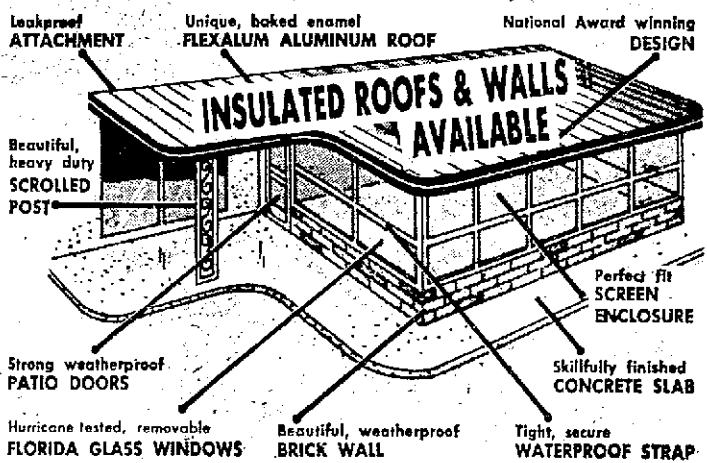 Leakproof
ATTACHMENT
Unique, baked enamel
FLEXALUM ALUMINUM ROOF
National Award winning
DESIGN
INSULATED ROOFS & WALLS
AVAILABLE
Beautiful,
heavy duty
SCROLLED
POST
Perfect fit
SCREEN
ENCLOSURE
Strong weatherproof
PATIO DOORS
Skillfully finished
CONCRETE SLAB
Hurricane tested, removable
FLORIDA GLASS WINDOWS
Beautiful, weatherproof
BRICK WALL
Tight, secure
WATERPROOF STRAP